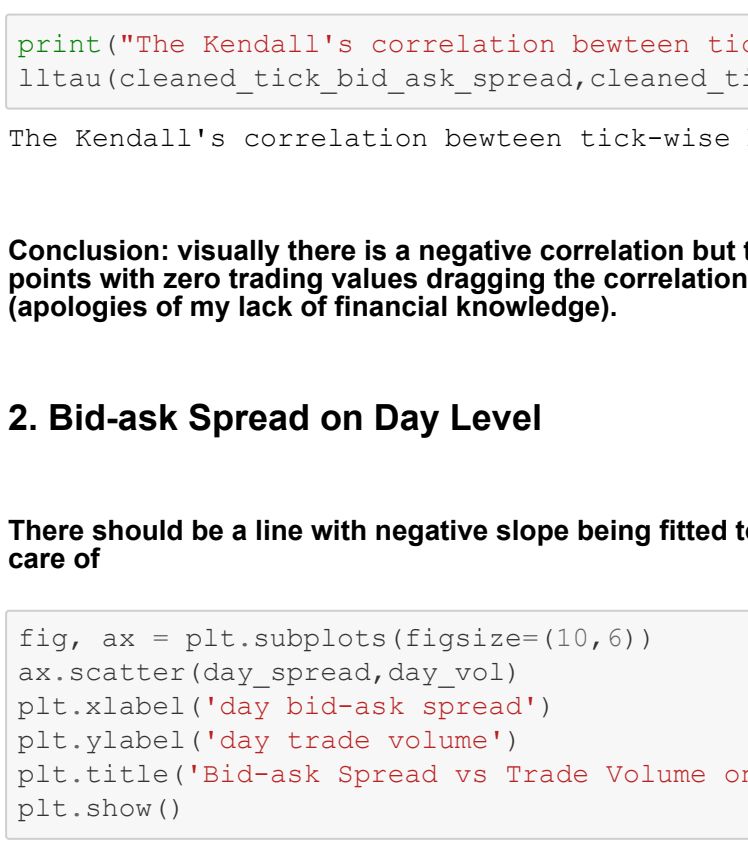 print("The Kendall's correlation bewteen tic
lltau(cleaned_tick_bid_ask_spread,cleaned_ti
The Kendall's correlation bewteen tick-wise
Conclusion: visually there is a negative correlation but t
points with zero trading values dragging the correlation
(apologies of my lack of financial knowledge).
2. Bid-ask Spread on Day Level
There should be a line with negative slope being fitted to
care of
fig, ax = plt.subplots(figsize=(10,6))
ax.scatter(day_spread,day_vol)
plt.xlabel('day bid-ask spread')
plt.ylabel('day trade volume')
plt.title('Bid-ask Spread vs Trade Volume on
plt.show()